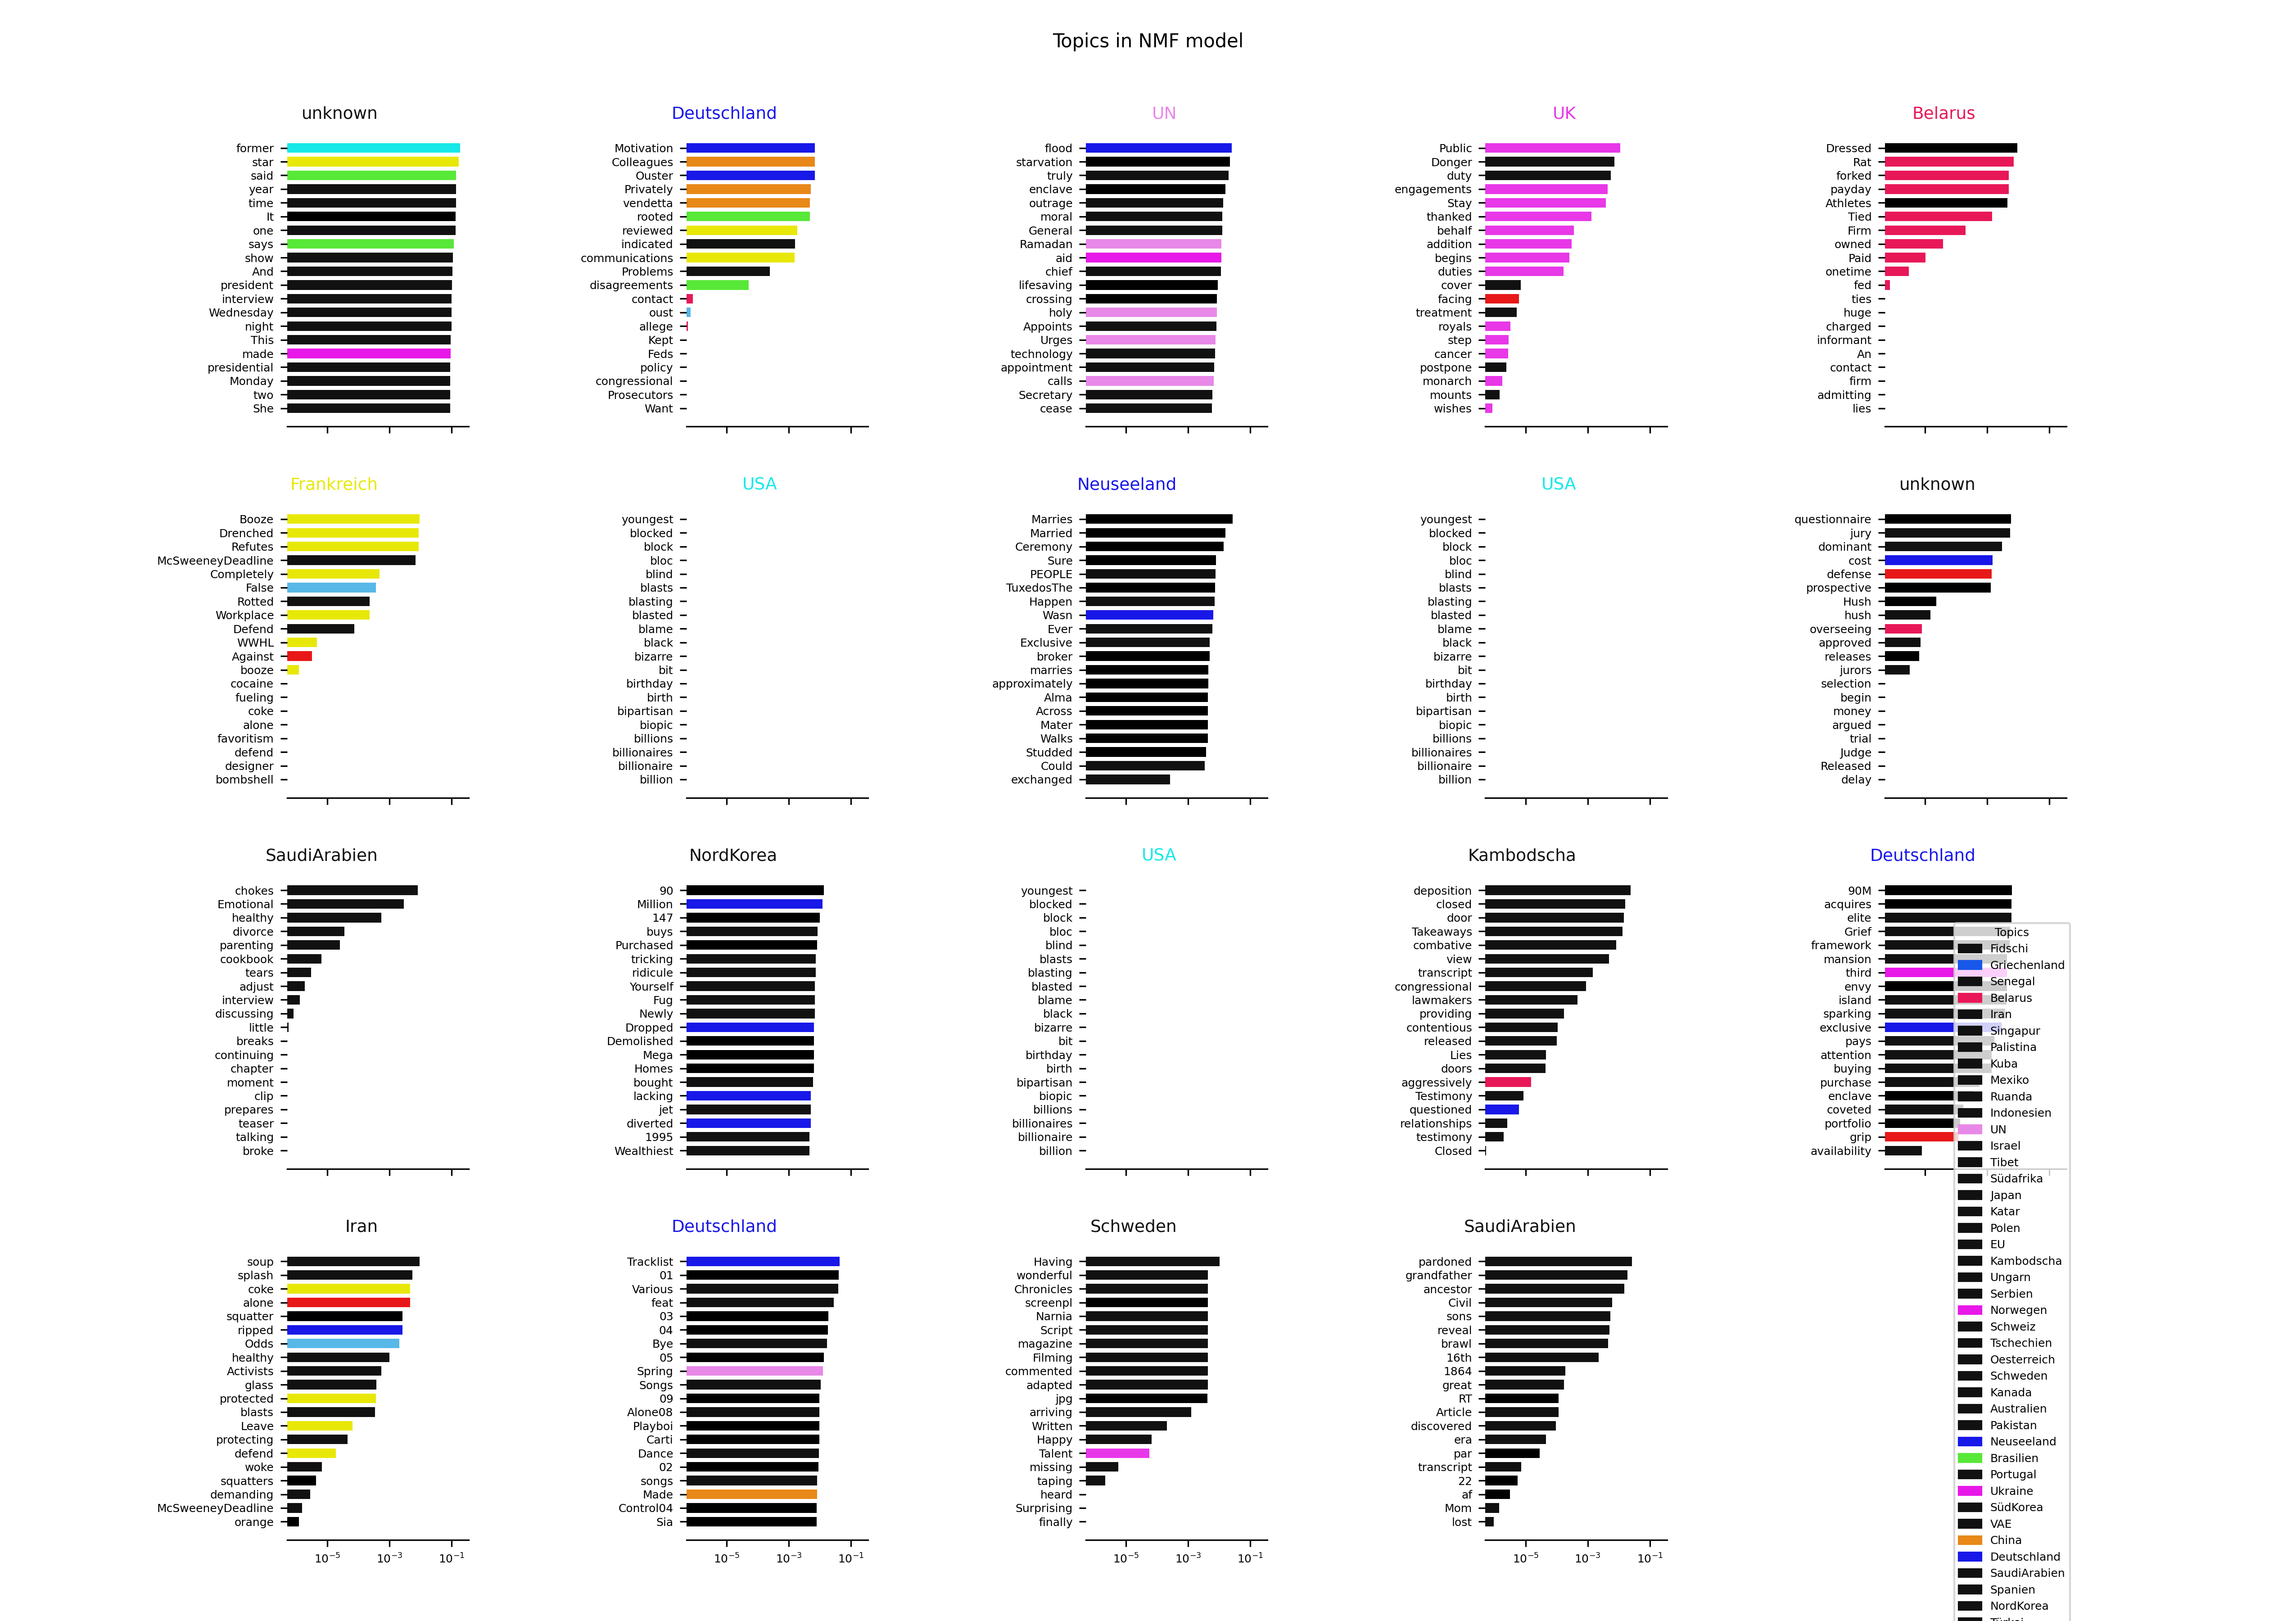 Topics in NMF model
unknown
former
star
said
year
time
It
one
says
show
And
president
interview
Wednesday
night
This
made
presidential
Monday
two
She
Deutschland
Motivation
Colleagues
Ouster
Privately
vendetta
rooted
reviewed
indicated
communications
Problems
disagreements
contact
oust
allege
Kept
Feds
policy
congressional
Prosecutors
Want
UN
flood
starvation
truly
enclave
outrage
moral
General
Ramadan
aid
chief
lifesaving
crossing
holy
Appoints
Urges
technology
appointment
calls
Secretary
cease
UK
Public
Donger
duty
engagements
Stay
thanked
behalf
addition
begins
duties
cover
facing
treatment
royals
step
cancer
postpone
monarch
mounts
wishes
Belarus
Dressed
Rat
forked
payday
Athletes
Tied
Firm
owned
Paid
onetime
fed
ties
huge
charged
informant
An
contact
firm
admitting
lies
Frankreich
Booze
Drenched
Refutes
McSweeneyDeadline
Completely
False
Rotted
Workplace
Defend
WWHL
Against
booze
cocaine
fueling
coke
alone
favoritism
defend
designer
bombshell
USA
youngest
blocked
block
bloc
blind
blasts
blasting
blasted
blame
black
bizarre
bit
birthday
birth
bipartisan
biopic
billions
billionaires
billionaire
billion
Neuseeland
Marries
Married
Ceremony
Sure
PEOPLE
TuxedosThe
Happen
Wasn
Ever
Exclusive
broker
marries
approximately
Alma
Across
Mater
Walks
Studded
Could
exchanged
USA
youngest
blocked
block
bloc
blind
blasts
blasting
blasted
blame
black
bizarre
bit
birthday
birth
bipartisan
biopic
billions
billionaires
billionaire
billion
unknown
questionnaire
jury
dominant
cost
defense
prospective
Hush
hush
overseeing
approved
releases
jurors
selection
begin
money
argued
trial
Judge
Released
delay
SaudiArabien
chokes
Emotional
healthy
divorce
parenting
cookbook
tears
adjust
interview
discussing
little
breaks
continuing
chapter
moment
clip
prepares
teaser
talking
broke
NordKorea
90
Million
147
buys
Purchased
tricking
ridicule
Yourself
Fug
Newly
Dropped
Demolished
Mega
Homes
bought
lacking
jet
diverted
1995
Wealthiest
USA
youngest
blocked
block
bloc
blind
blasts
blasting
blasted
blame
black
bizarre
bit
birthday
birth
bipartisan
biopic
billions
billionaires
billionaire
billion
Kambodscha
deposition
closed
door
Takeaways
combative
view
transcript
congressional
lawmakers
providing
contentious
released
Lies
doors
aggressively
Testimony
questioned
relationships
testimony
Closed
Deutschland
90M
acquires
elite
Grief
framework
mansion
third
envy
island
sparking
exclusive
pays
attention
buying
purchase
enclave
coveted
portfolio
grip
availability
Iran
soup
splash
coke
alone
squatter
ripped
Odds
healthy
Activists
glass
protected
blasts
Leave
protecting
defend
woke
squatters
demanding
McSweeneyDeadline
orange
10⁻⁵ 10⁻³ 10⁻¹
Deutschland
Tracklist
01
Various
feat
03
04
Bye
05
Spring
Songs
09
Alone08
Playboi
Carti
Dance
02
songs
Made
Control04
Sia
10⁻⁵ 10⁻³ 10⁻¹
Schweden
Having
wonderful
Chronicles
screenpl
Narnia
Script
magazine
Filming
commented
adapted
jpg
arriving
Written
Happy
Talent
missing
taping
heard
Surprising
finally
10⁻⁵ 10⁻³ 10⁻¹
SaudiArabien
pardoned
grandfather
ancestor
Civil
sons
reveal
brawl
16th
1864
great
RT
Article
discovered
era
par
transcript
22
af
Mom
lost
10⁻⁵ 10⁻³ 10⁻¹
Topics
Fidschi
Griechenland
Senegal
Belarus
Iran
Singapur
Palistina
Kuba
Mexiko
Ruanda
Indonesien
UN
Israel
Tibet
Südafrika
Japan
Katar
Polen
EU
Kambodscha
Ungarn
Serbien
Norwegen
Schweiz
Tschechien
Oesterreich
Schweden
Kanada
Australien
Pakistan
Neuseeland
Brasilien
Portugal
Ukraine
SüdKorea
VAE
China
Deutschland
SaudiArabien
Spanien
NordKorea